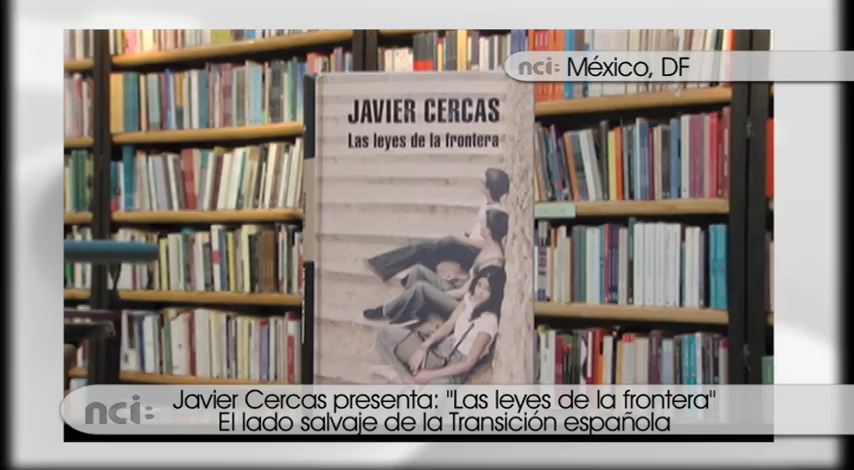 nci: México, DF
JAVIER CERCAS
Las leyes de la frontera
nci:
Javier Cercas presenta: "Las leyes de la frontera"
El lado salvaje de la Transición española